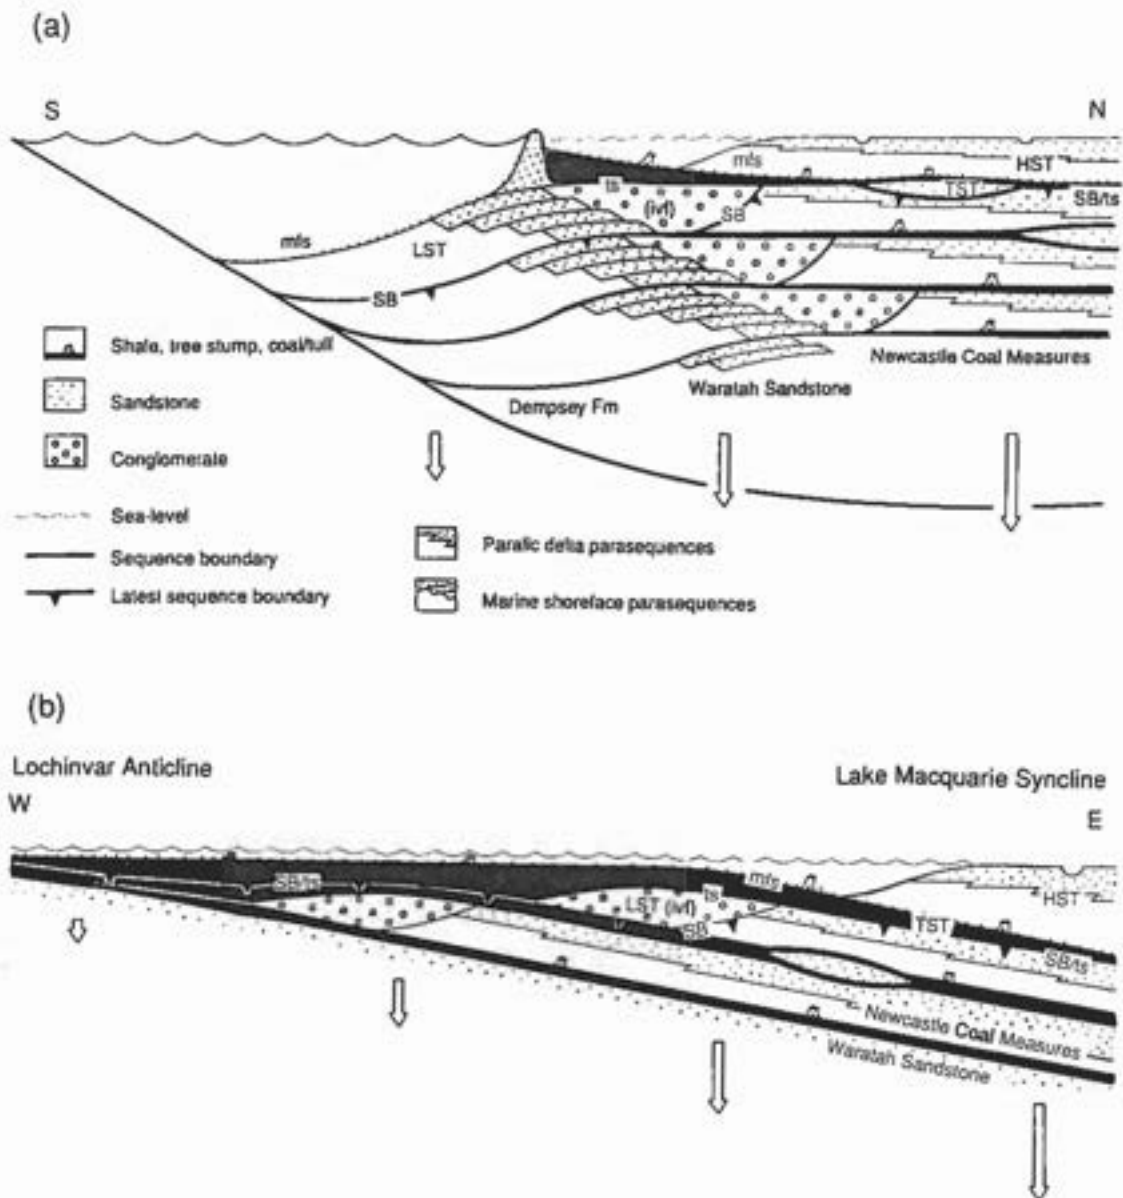 (a)
S
N
mfs
HST
ts
TST
(ivf)
SB
SB/ts
mfs
LST
SB
Shale, tree stump, coal/tuff
Sandstone
Conglomerate
Newcastle Coal Measures
Waratah Sandstone
Dempsey Fm
Sea-level
Sequence boundary
Latest sequence boundary
Paralic delta parasequences
Marine shoreface parasequences
(b)
Lochinvar Anticline
Lake Macquarie Syncline
W
E
SB/ts
mfs
ts
LST (ivf)
HST
SB
TST
SB/ts
Newcastle Coal Measures
Waratah Sandstone